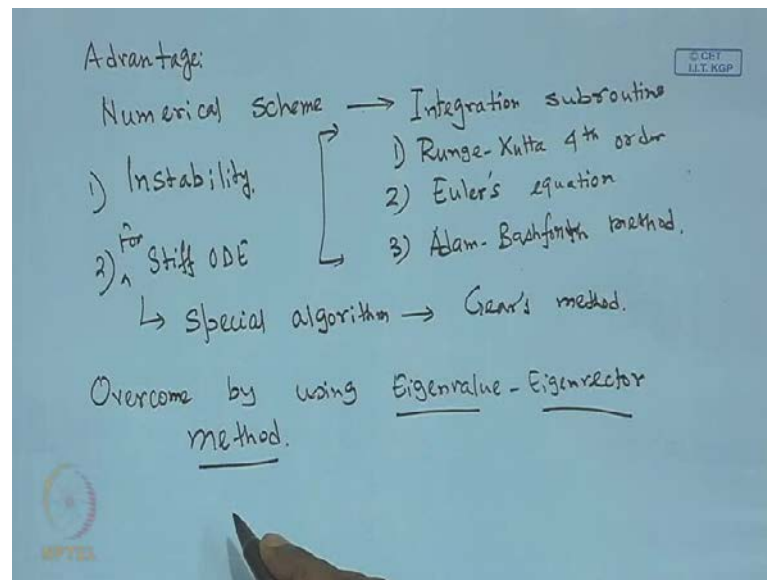 Advantage:
© CET
I.I.T. KGP
Numerical scheme → Integration subroutine
1) Instability.
1) Runge-Kutta 4th order
2) Euler's equation
2) For Stiff ODE
3) Adam-Bashforth method.
↳ Special algorithm → Gear's method.
Overcome by using Eigenvalue-Eigenvector
method.
NPTEL